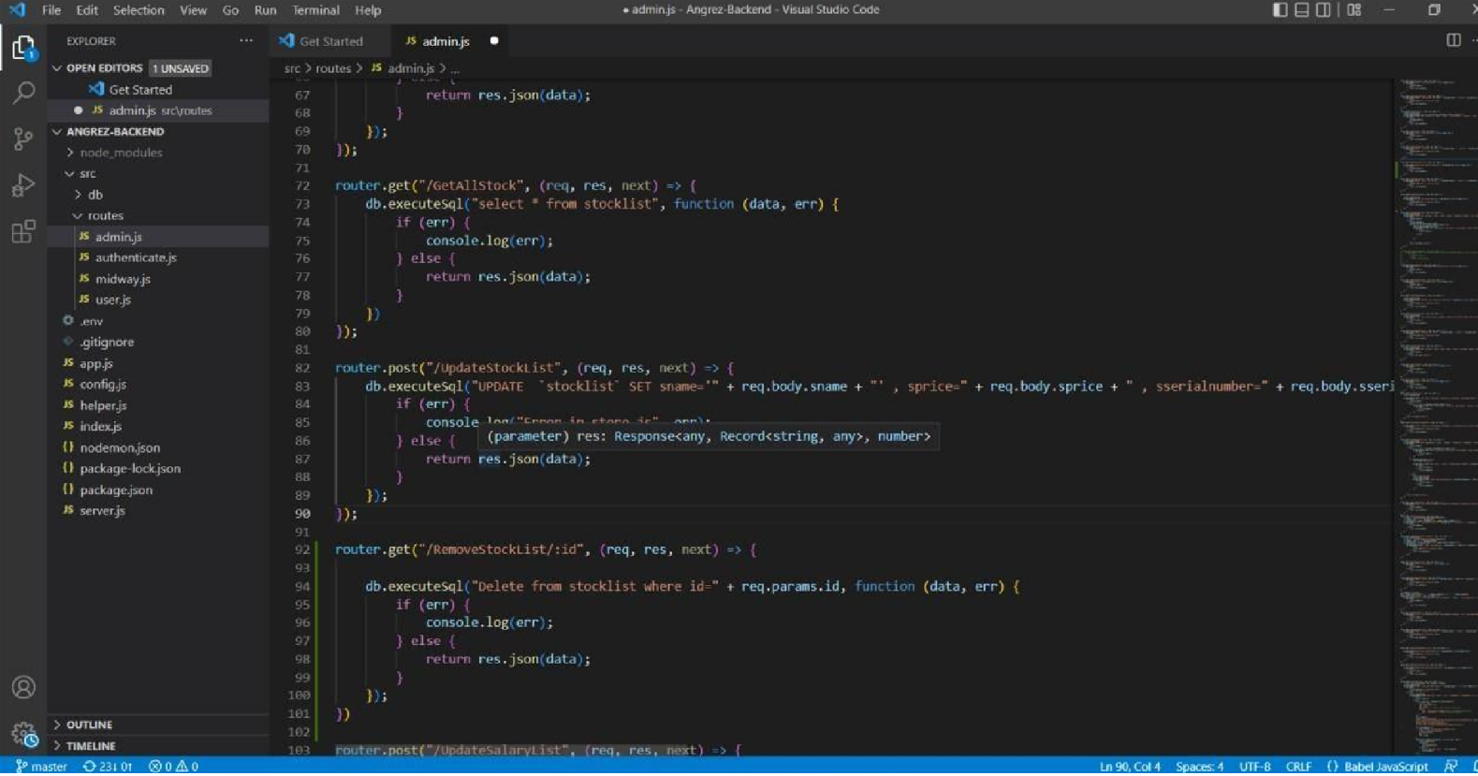 File Edit Selection View Go Run Terminal Help
● admin.js - Angrez-Backend - Visual Studio Code
EXPLORER
Get Started
JS admin.js ●
OPEN EDITORS 1 UNSAVED
src > routes > JS admin.js > ...
Get Started
● JS admin.js src\routes
ANGREZ-BACKEND
node_modules
src
db
routes
JS admin.js
JS authenticate.js
JS midway.js
JS user.js
.env
.gitignore
JS app.js
JS config.js
JS helper.js
JS index.js
{} nodemon.json
{} package-lock.json
{} package.json
JS server.js
OUTLINE
TIMELINE
67 return res.json(data);
68 }
69 });
70 });
71
72 router.get("/GetAllStock", (req, res, next) => {
73 db.executeSql("select * from stocklist", function (data, err) {
74 if (err) {
75 console.log(err);
76 } else {
77 return res.json(data);
78 }
79 })
80 });
81
82 router.post("/UpdateStockList", (req, res, next) => {
83 db.executeSql("UPDATE  `stocklist` SET sname='" + req.body.sname + "' , sprice=" + req.body.sprice + " , sserialnumber=" + req.body.sseri
84 if (err) {
85 console.log("Error in store.js", err);
(parameter) res: Response<any, Record<string, any>, number>
86 } else {
87 return res.json(data);
88 }
89 });
90 });
91
92 router.get("/RemoveStockList/:id", (req, res, next) => {
93
94 db.executeSql("Delete from stocklist where id=" + req.params.id, function (data, err) {
95 if (err) {
96 console.log(err);
97 } else {
98 return res.json(data);
99 }
100 });
101 })
102
103 router.post("/UpdateSalaryList", (req, res, next) => {
master 23↓ 0↑ 0 0
Ln 90, Col 4 Spaces: 4 UTF-8 CRLF {} Babel JavaScript